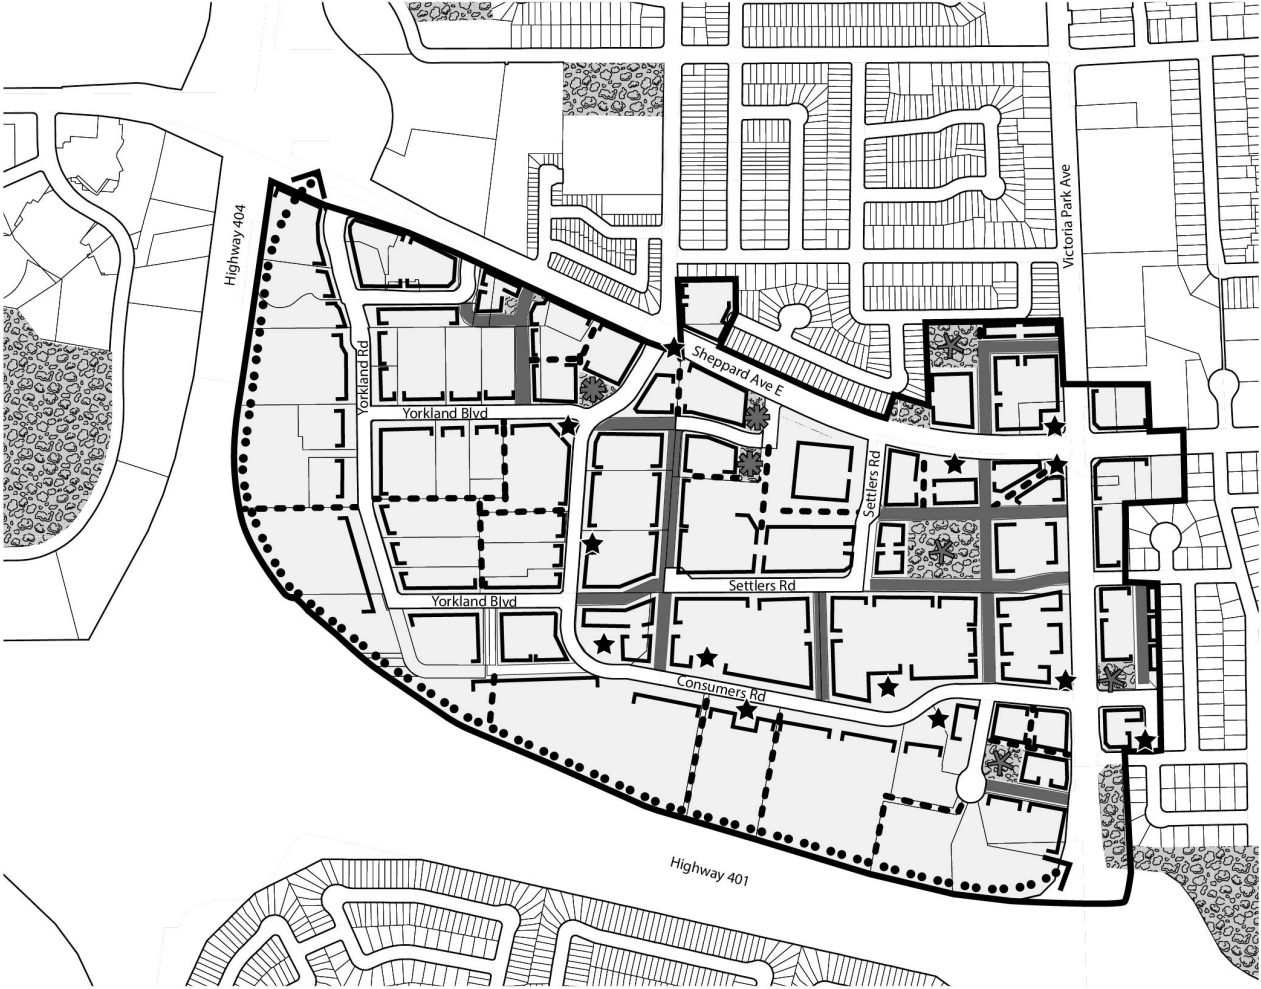 Highway 404
Victoria Park Ave
Sheppard Ave E
Yorkland Rd
Yorkland Blvd
Settlers Rd
Settlers Rd
Yorkland Blvd
Consumers Rd
Highway 401